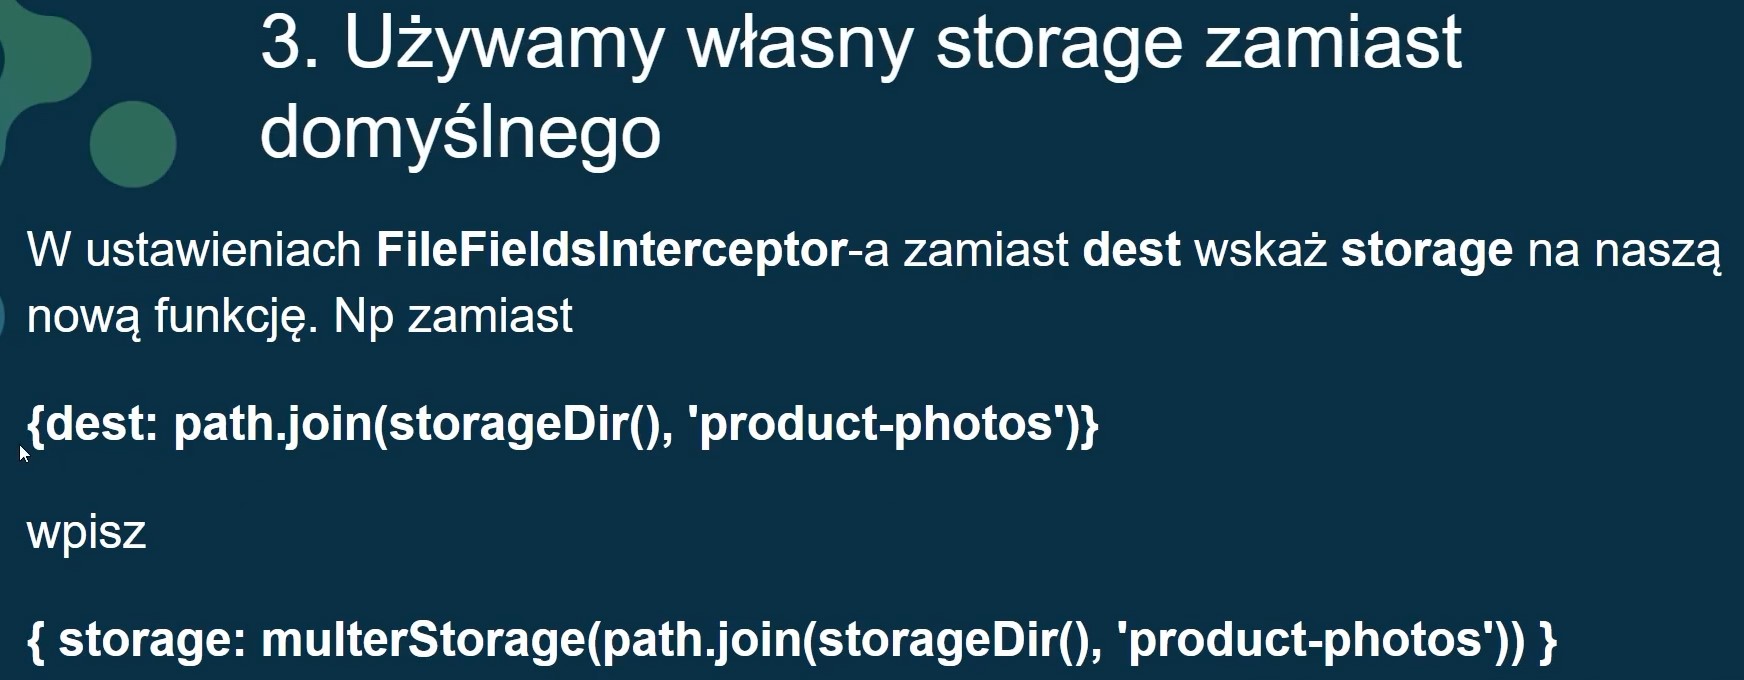 3. Używamy własny storage zamiast
domyślnego
W ustawieniach FileFieldsInterceptor-a zamiast dest wskaż storage na naszą
nową funkcję. Np zamiast
{dest: path.join(storageDir(), 'product-photos')}
wpisz
{ storage: multerStorage(path.join(storageDir(), 'product-photos')) }